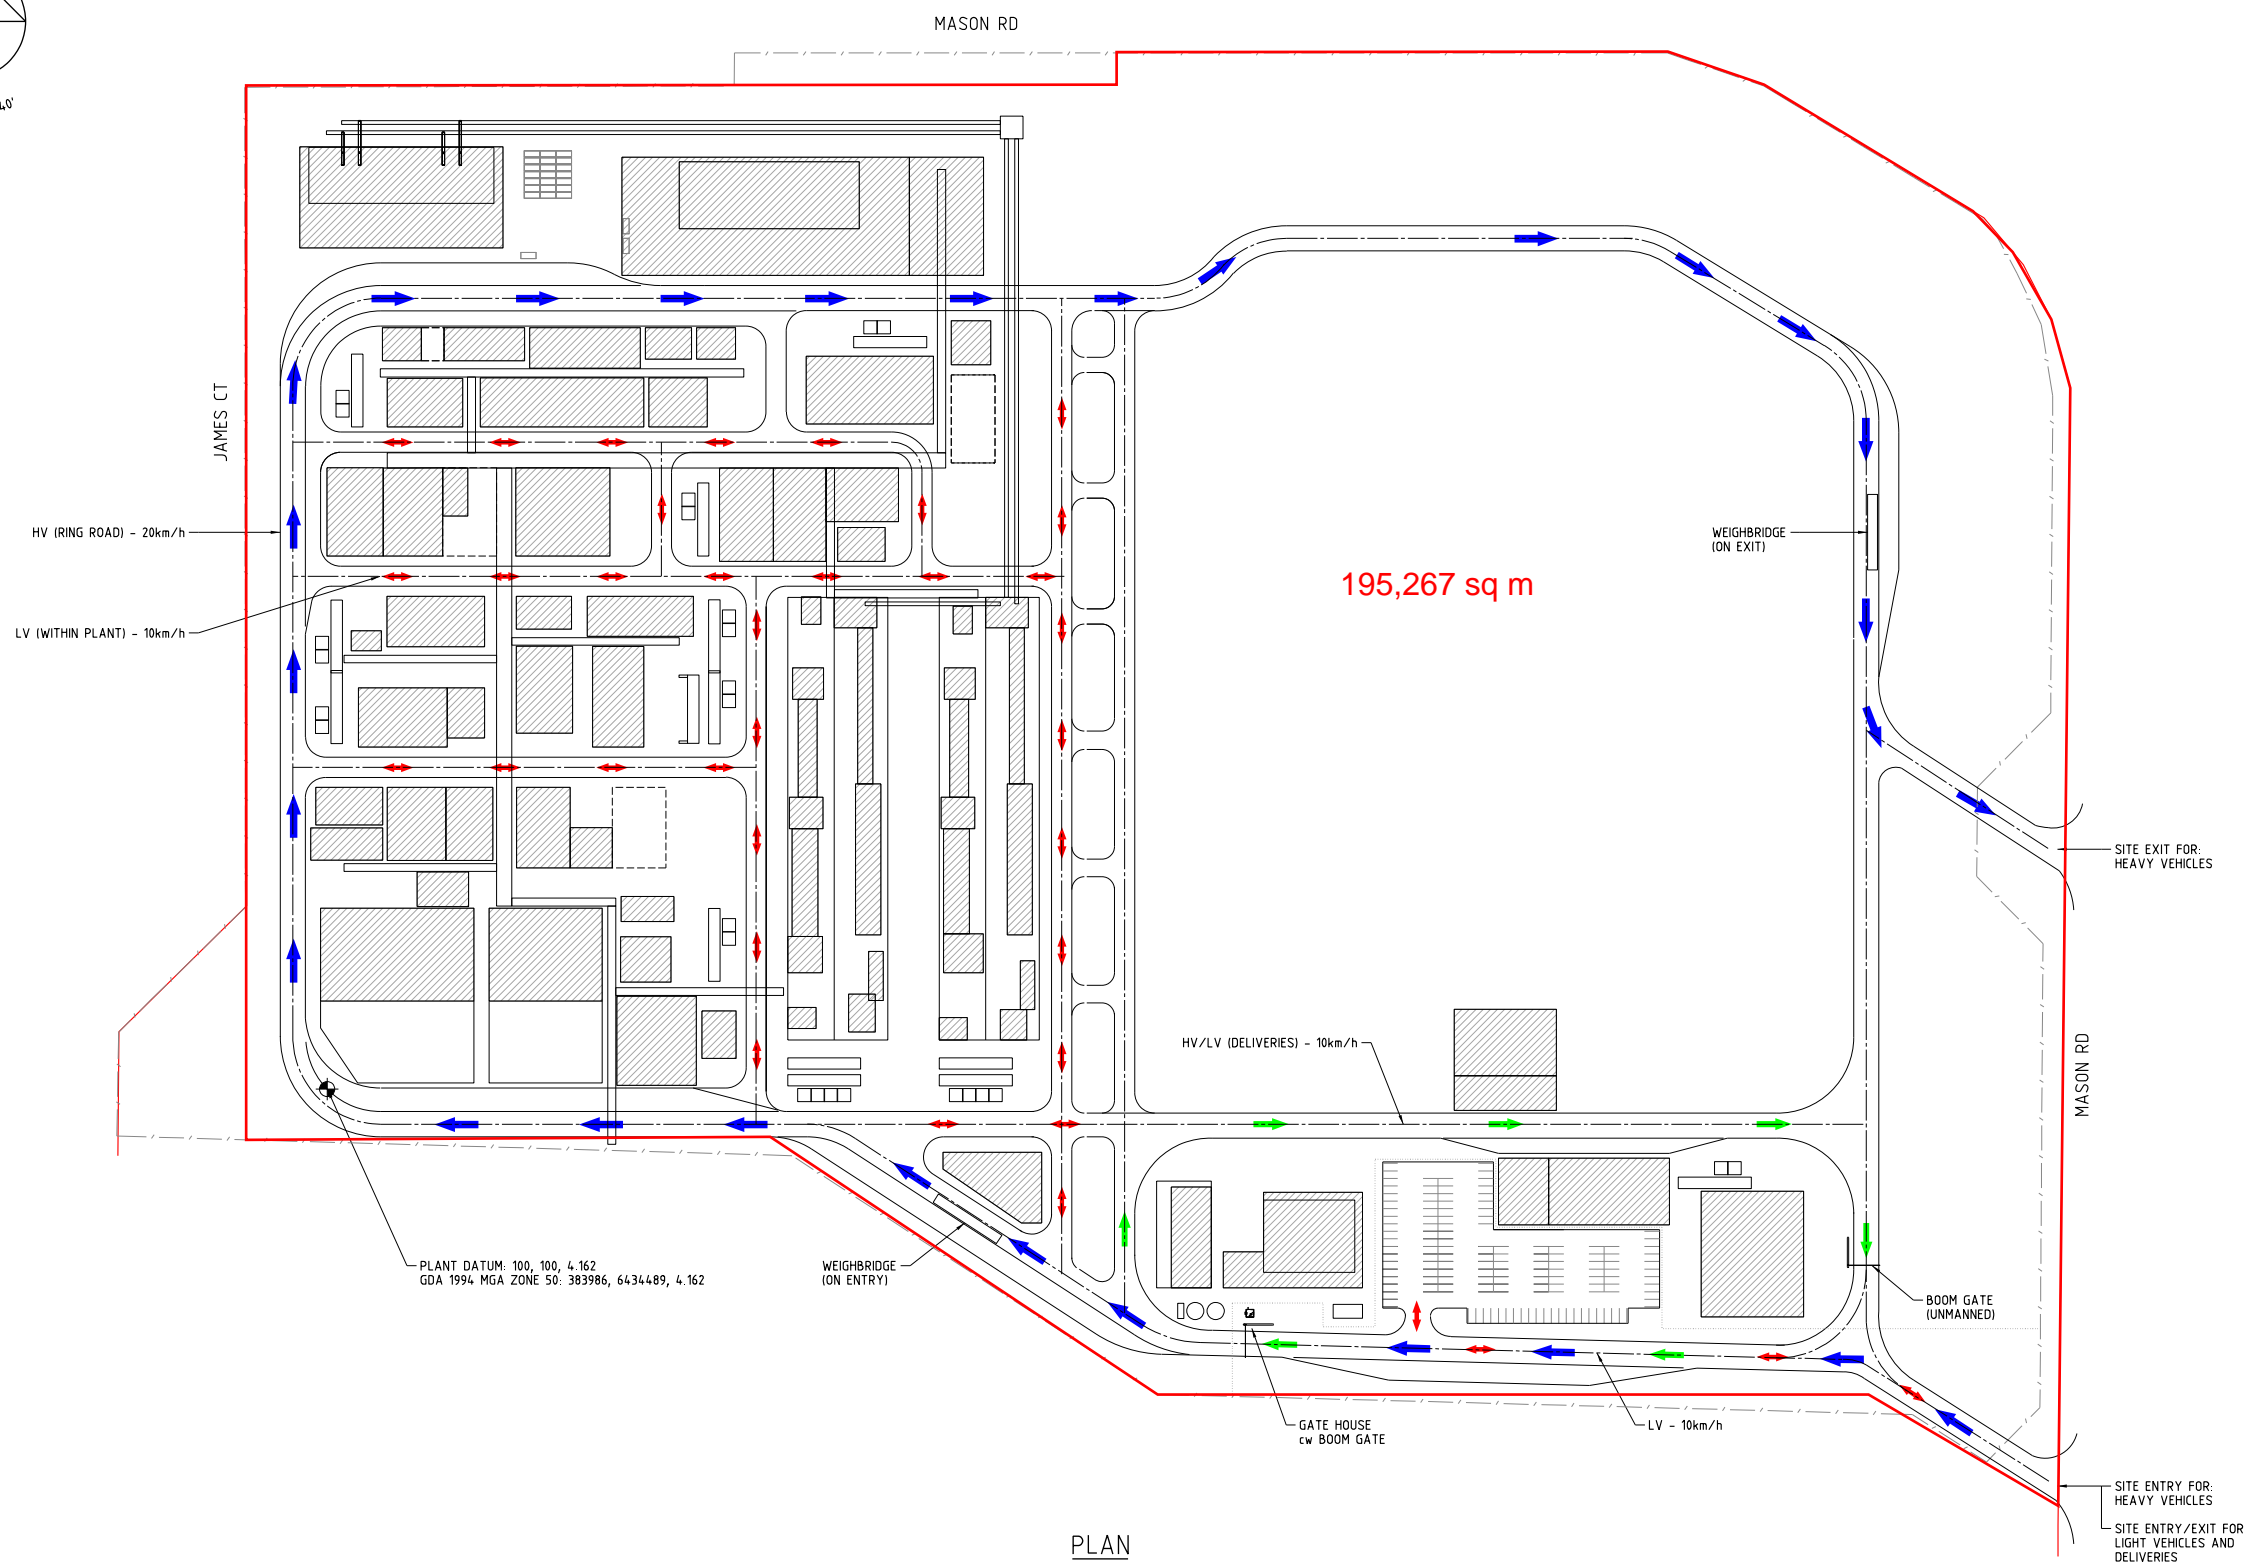 MASON RD
40'
JAMES CT
HV (RING ROAD) - 20km/h
LV (WITHIN PLANT) - 10km/h
195,267 sq m
WEIGHBRIDGE
(ON EXIT)
SITE EXIT FOR:
HEAVY VEHICLES
HV/LV (DELIVERIES) - 10km/h
MASON RD
PLANT DATUM: 100, 100, 4.162
GDA 1994 MGA ZONE 50: 383986, 6434489, 4.162
WEIGHBRIDGE
(ON ENTRY)
BOOM GATE
(UNMANNED)
GATE HOUSE
cw BOOM GATE
LV - 10km/h
SITE ENTRY FOR:
HEAVY VEHICLES
SITE ENTRY/EXIT FOR
LIGHT VEHICLES AND
DELIVERIES
PLAN